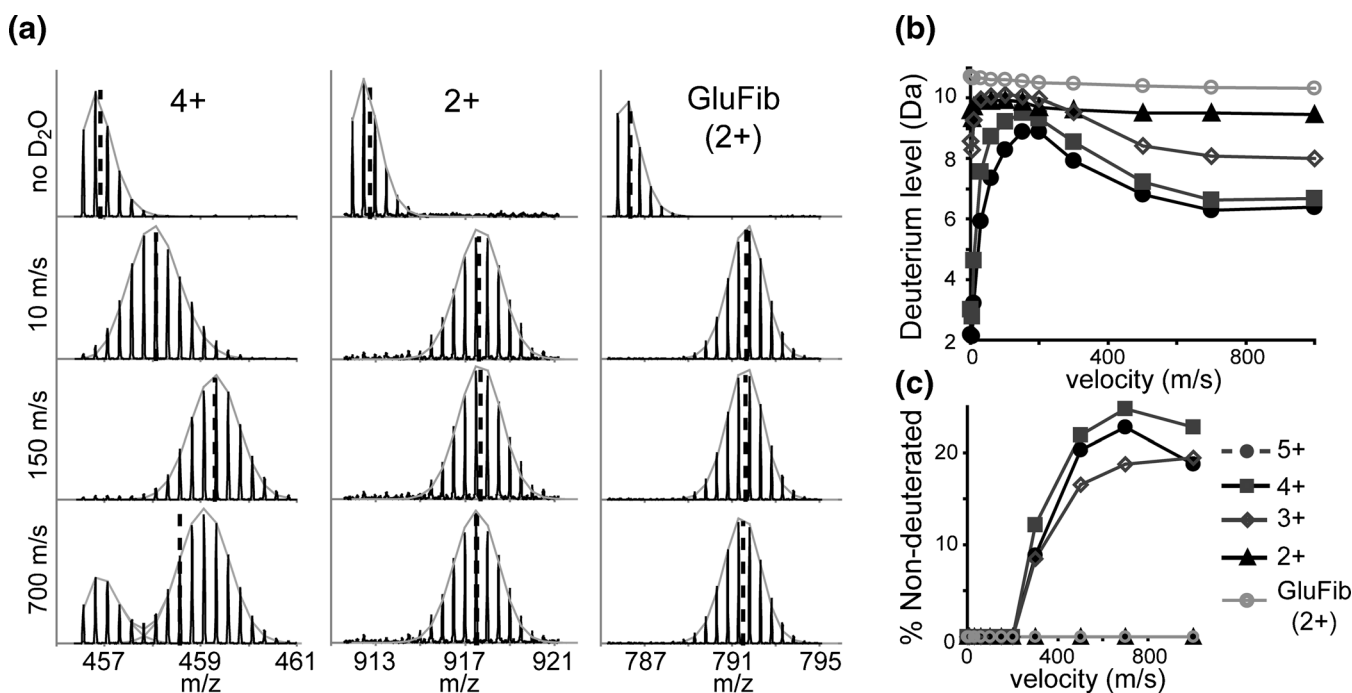 (a)
4+
2+
GluFib
(2+)
no D₂O
10 m/s
150 m/s
700 m/s
457 459 461
m/z
913 917 921
m/z
787 791 795
m/z
(b)
Deuterium level (Da)
10
8
6
4
2
0 400 800
velocity (m/s)
(c)
% Non-deuterated
20
10
0
0 400 800
velocity (m/s)
5+
4+
3+
2+
GluFib
(2+)